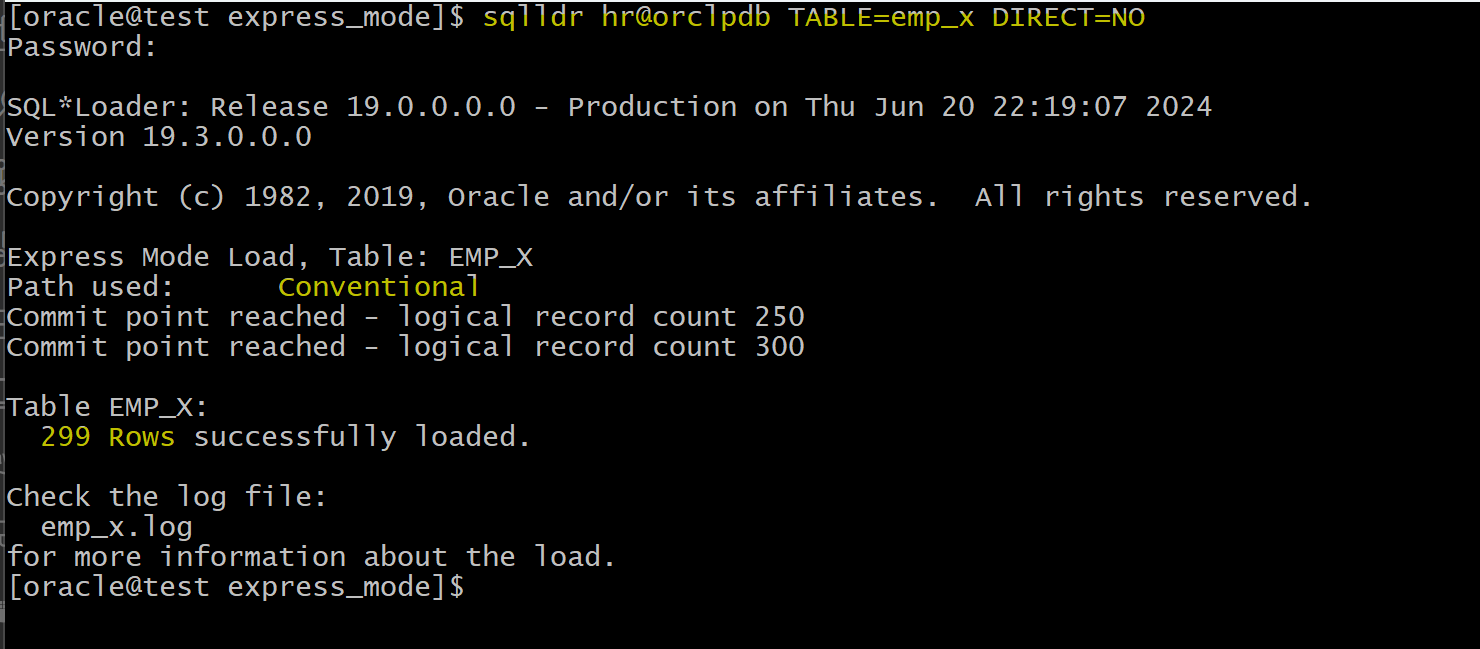 [oracle@test express_mode]$ sqlldr hr@orclpdb TABLE=emp_x DIRECT=NO
Password:
SQL*Loader: Release 19.0.0.0.0 - Production on Thu Jun 20 22:19:07 2024
Version 19.3.0.0.0
Copyright (c) 1982, 2019, Oracle and/or its affiliates.  All rights reserved.
Express Mode Load, Table: EMP_X
Path used:      Conventional
Commit point reached - logical record count 250
Commit point reached - logical record count 300
Table EMP_X:
  299 Rows successfully loaded.
Check the log file:
  emp_x.log
for more information about the load.
[oracle@test express_mode]$